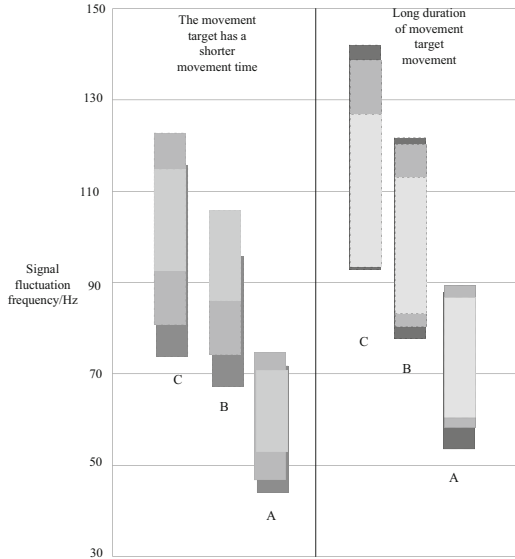 150
The movement
target has a
shorter
movement time
Long duration
of movement
target
movement
130
110
Signal
fluctuation
frequency/Hz
90
70
50
30
C
B
A
C
B
A